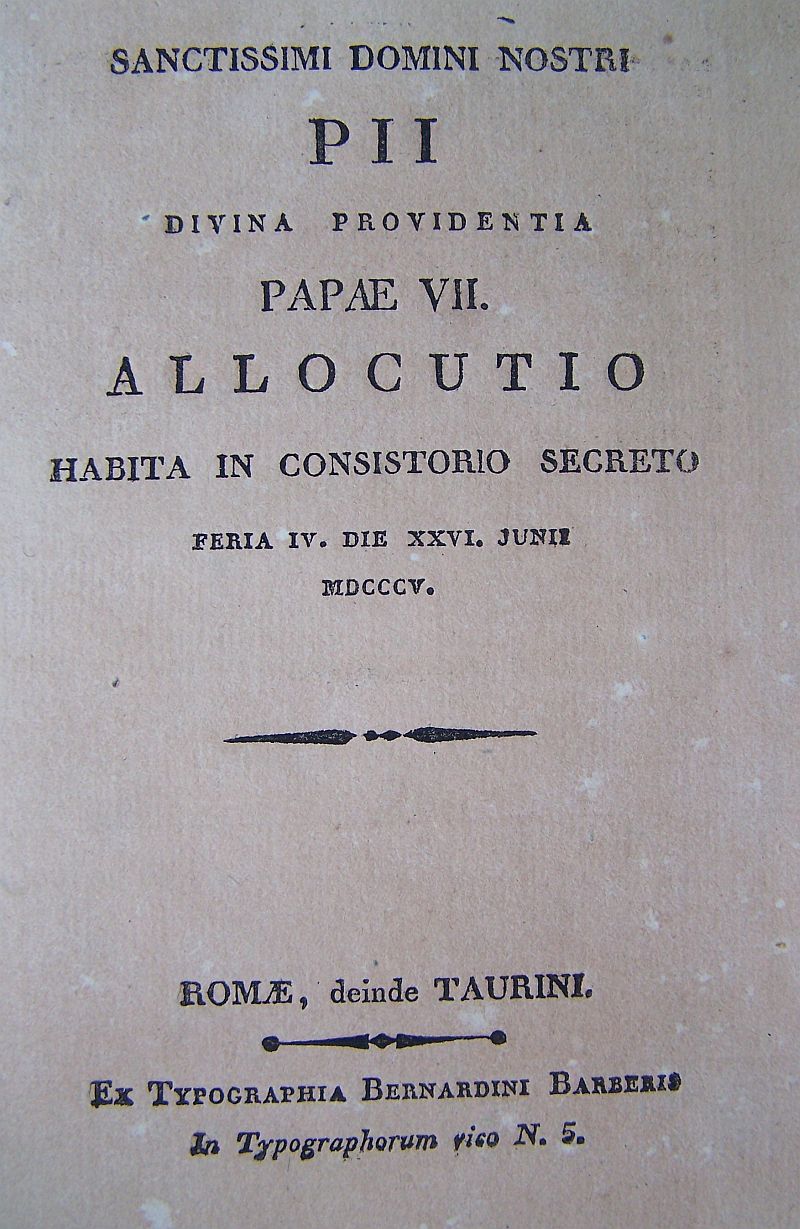 SANCTISSIMI DOMINI NOSTRI
PII
DIVINA PROVIDENTIA
PAPAE VII.
ALLOCUTIO
HABITA IN CONSISTORIO SECRETO
FERIA IV. DIE XXVI. JUNII
MDCCCV.
ROMÆ, deinde TAURINI.
Ex Typographia Bernardini Barberis
In Typographorum vico N. 5.